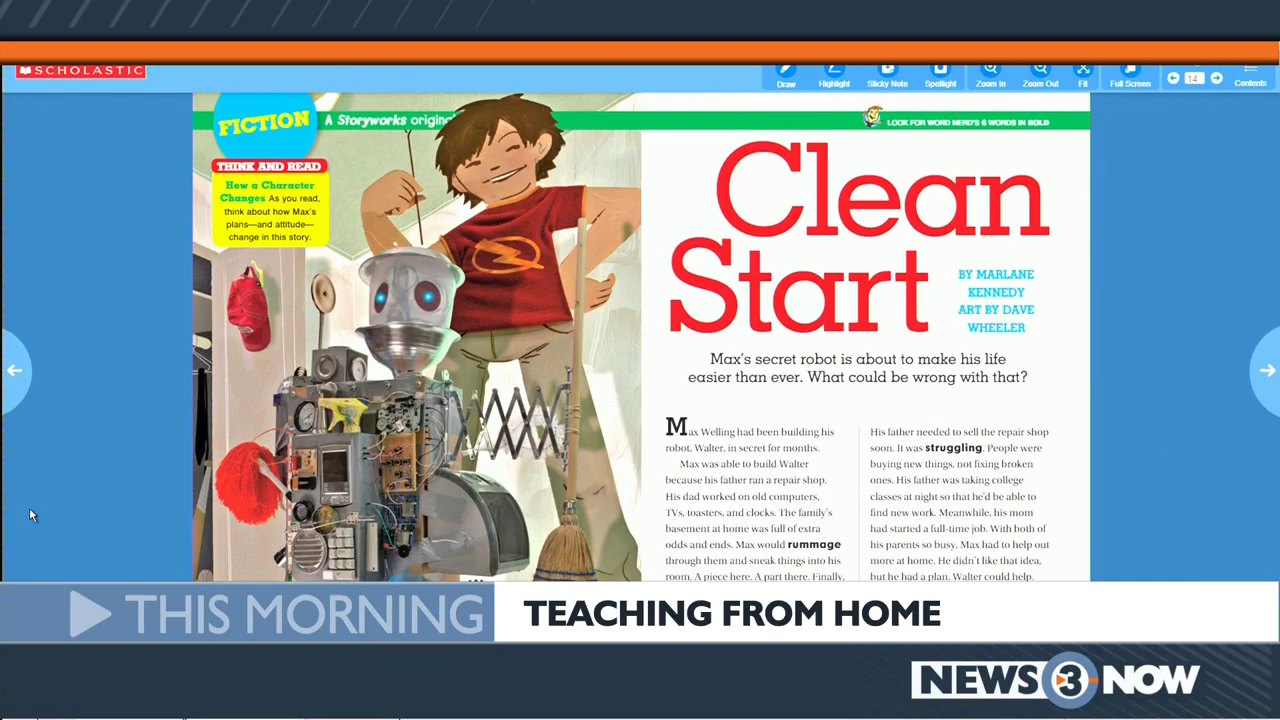 SCHOLASTIC
Draw
Highlight
Sticky Note
Spotlight
Zoom In
Zoom Out
Fit
Full Screen
14
Contents
FICTION
A Storyworks
LOOK FOR WORD NERD'S 6 WORDS IN BOLD
THINK AND READ
How a Character
Changes As you read,
think about how Max's
plans—and attitude—
change in this story.
Clean
Start
BY MARLANE
KENNEDY
ART BY DAVE
WHEELER
Max's secret robot is about to make his life
easier than ever. What could be wrong with that?
Max Welling had been building his
robot, Walter, in secret for months.
Max was able to build Walter
because his father ran a repair shop.
His dad worked on old computers,
TVs, toasters, and clocks. The family's
basement at home was full of extra
odds and ends. Max would rummage
through them and sneak things into his
room. A piece here. A part there. Finally,
His father needed to sell the repair shop
soon. It was struggling. People were
buying new things, not fixing broken
ones. His father was taking college
classes at night so that he'd be able to
find new work. Meanwhile, his mom
had started a full-time job. With both of
his parents so busy, Max had to help out
more at home. He didn't like that idea,
but he had a plan. Walter could help.
THIS MORNING
TEACHING FROM HOME
NEWS 3 NOW